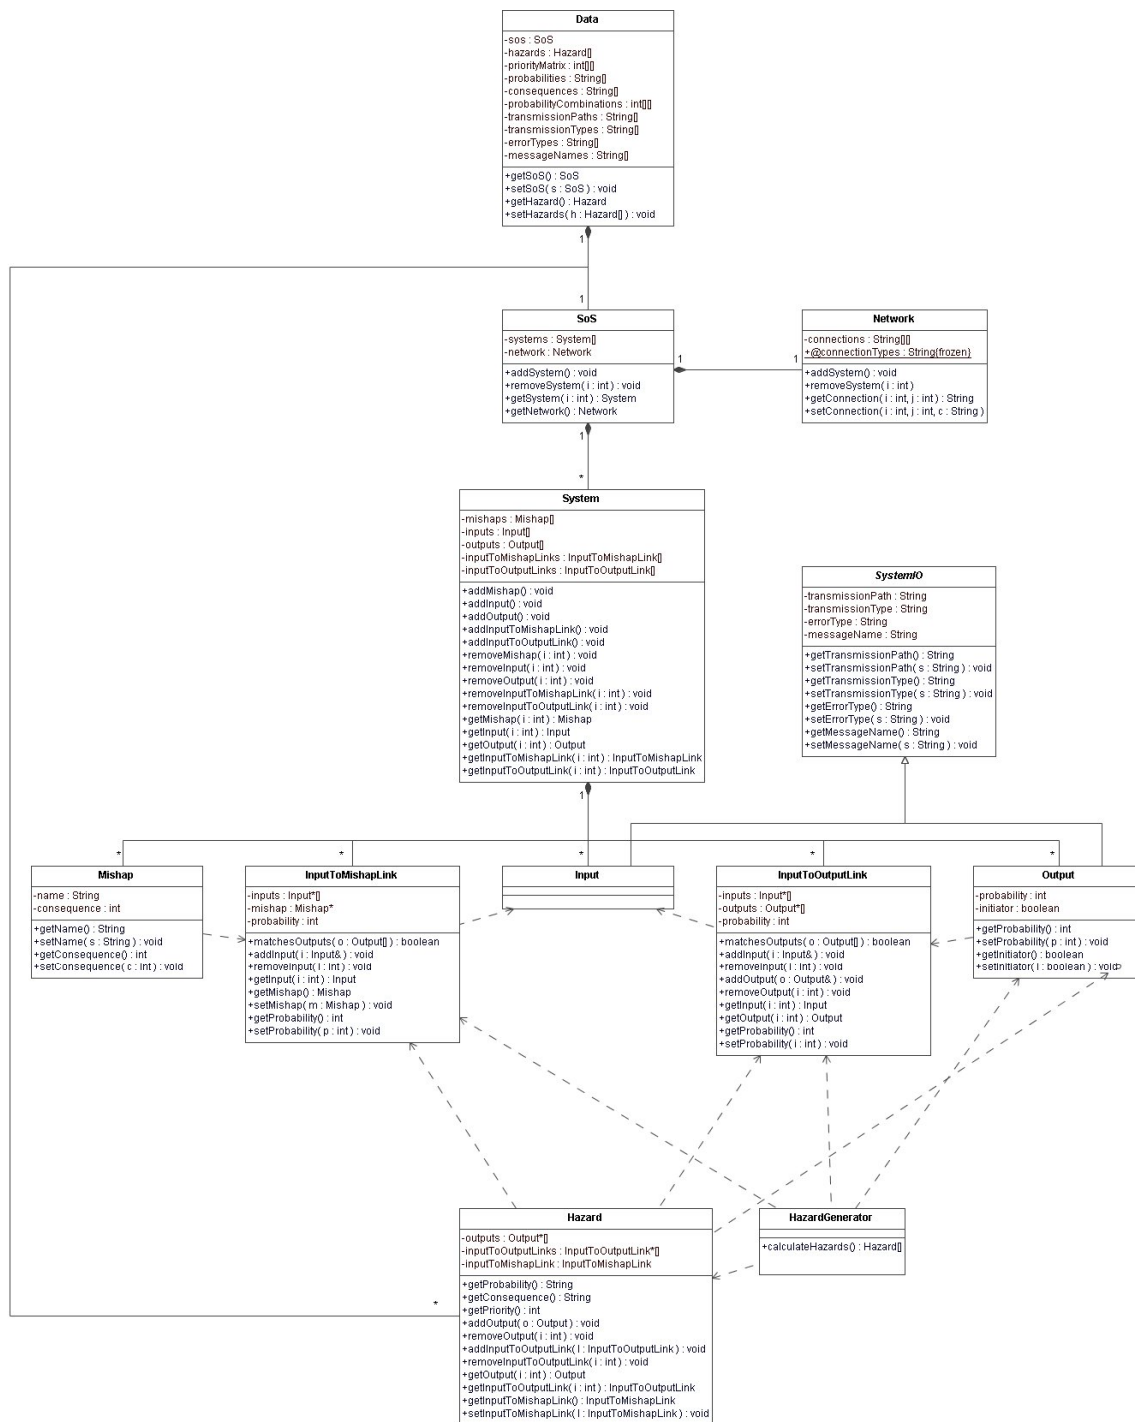 Data
-sos : SoS
-hazards : Hazard[]
-priorityMatrix : int[][]
-probabilities : String[]
-consequences : String[]
-probabilityCombinations : int[][]
-transmissionPaths : String[]
-transmissionTypes : String[]
-errorTypes : String[]
-messageNames : String[]
+getSoS() : SoS
+setSoS( s : SoS ) : void
+getHazard() : Hazard
+setHazards( h : Hazard[] ) : void
1
1
SoS
-systems : System[]
-network : Network
+addSystem() : void
+removeSystem( i : int ) : void
+getSystem( i : int ) : System
+getNetwork() : Network
1
1
Network
-connections : String[][]
+@connectionTypes : String{frozen}
+addSystem() : void
+removeSystem( i : int )
+getConnection( i : int, j : int ) : String
+setConnection( i : int, j : int, c : String )
1
*
System
-mishaps : Mishap[]
-inputs : Input[]
-outputs : Output[]
-inputToMishapLinks : InputToMishapLink[]
-inputToOutputLinks : InputToOutputLink[]
+addMishap() : void
+addInput() : void
+addOutput() : void
+addInputToMishapLink() : void
+addInputToOutputLink() : void
+removeMishap( i : int ) : void
+removeInput( i : int ) : void
+removeOutput( i : int ) : void
+removeInputToMishapLink( i : int ) : void
+removeInputToOutputLink( i : int ) : void
+getMishap( i : int ) : Mishap
+getInput( i : int ) : Input
+getOutput( i : int ) : Output
+getInputToMishapLink( i : int ) : InputToMishapLink
+getInputToOutputLink( i : int ) : InputToOutputLink
SystemIO
-transmissionPath : String
-transmissionType : String
-errorType : String
-messageName : String
+getTransmissionPath() : String
+setTransmissionPath( s : String ) : void
+getTransmissionType() : String
+setTransmissionType( s : String ) : void
+getErrorType() : String
+setErrorType( s : String ) : void
+getMessageName() : String
+setMessageName( s : String ) : void
1
*
*
*
*
*
Mishap
-name : String
-consequence : int
+getName() : String
+setName( s : String ) : void
+getConsequence() : int
+setConsequence( c : int ) : void
InputToMishapLink
-inputs : Input*[]
-mishap : Mishap*
-probability : int
+matchesOutputs( o : Output[] ) : boolean
+addInput( i : Input& ) : void
+removeInput( i : int ) : void
+getInput( i : int ) : Input
+getMishap() : Mishap
+setMishap( m : Mishap ) : void
+getProbability() : int
+setProbability( p : int ) : void
Input
InputToOutputLink
-inputs : Input*[]
-outputs : Output*[]
-probability : int
+matchesOutputs( o : Output[] ) : boolean
+addInput( i : Input& ) : void
+removeInput( i : int ) : void
+addOutput( o : Output& ) : void
+removeOutput( i : int ) : void
+getInput( i : int ) : Input
+getOutput( i : int ) : Output
+getProbability() : int
+setProbability( i : int ) : void
Output
-probability : int
-initiator : boolean
+getProbability() : int
+setProbability( p : int ) : void
+getInitiator() : boolean
+setInitiator( i : boolean ) : void
Hazard
-outputs : Output*[]
-inputToOutputLinks : InputToOutputLink*[]
-inputToMishapLink : InputToMishapLink
+getProbability() : String
+getConsequence() : String
+getPriority() : int
+addOutput( o : Output ) : void
+removeOutput( i : int ) : void
+addInputToOutputLink( l : InputToOutputLink ) : void
+removeInputToOutputLink( i : int ) : void
+getOutput( i : int ) : Output
+getInputToOutputLink( i : int ) : InputToOutputLink
+getInputToMishapLink() : InputToMishapLink
+setInputToMishapLink( l : InputToMishapLink ) : void
*
HazardGenerator
+calculateHazards() : Hazard[]